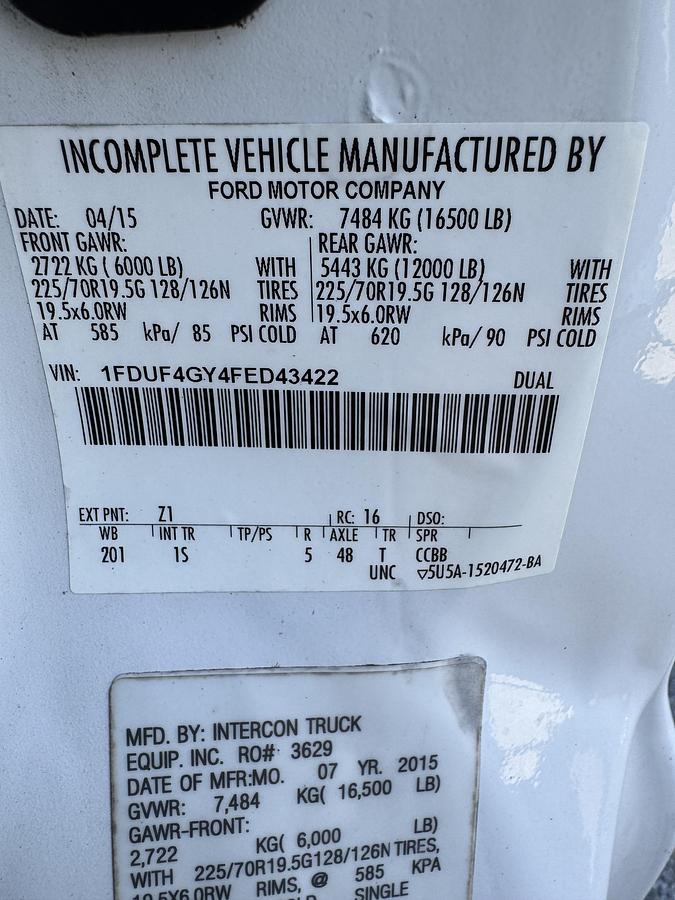 INCOMPLETE VEHICLE MANUFACTURED BY
FORD MOTOR COMPANY
DATE: 04/15 GVWR: 7484 KG (16500 LB)
FRONT GAWR: REAR GAWR:
2722 KG ( 6000 LB) WITH 5443 KG (12000 LB) WITH
225/70R19.5G 128/126N TIRES 225/70R19.5G 128/126N TIRES
19.5x6.0RW RIMS 19.5x6.0RW RIMS
AT 585 kPa/ 85 PSI COLD AT 620 kPa/ 90 PSI COLD
VIN: 1FDUF4GY4FED43422 DUAL
EXT PNT: Z1 RC: 16 DSO:
WB INT TR TP/PS R AXLE TR SPR
201 1S 5 48 T CCBB
UNC ▽5U5A-1520472-BA
MFD. BY: INTERCON TRUCK
EQUIP. INC. RO# 3629
DATE OF MFR:MO. 07 YR. 2015
GVWR: 7,484 KG( 16,500 LB)
GAWR-FRONT:
2,722 KG( 6,000 LB)
WITH 225/70R19.5G128/126N TIRES,
19.5X6.0RW RIMS, @ 585 KPA
SINGLE